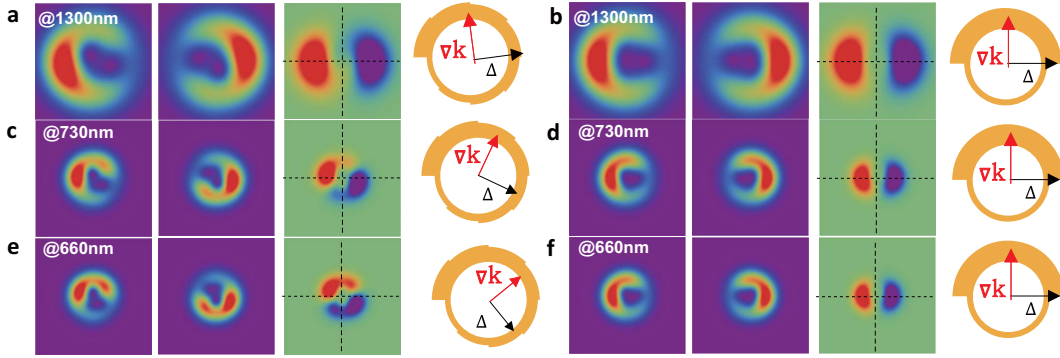 a @1300nm ∇k Δ
b @1300nm ∇k Δ
c @730nm ∇k Δ
d @730nm ∇k Δ
e @660nm ∇k Δ
f @660nm ∇k Δ